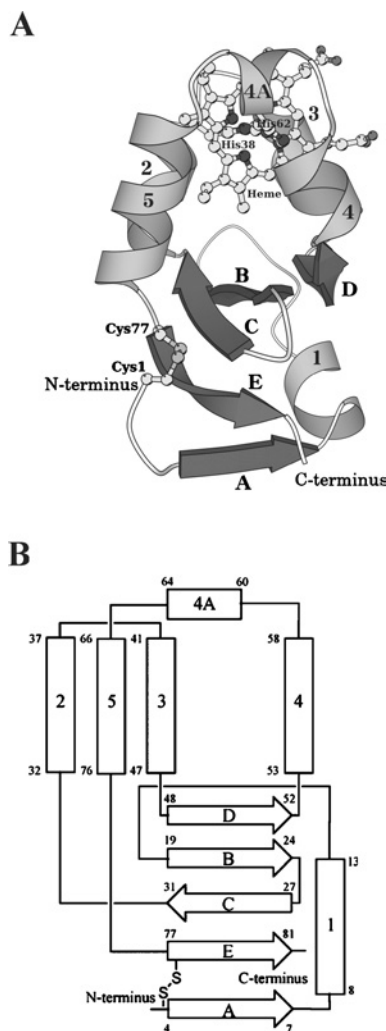 A
4A
3
His62
His38
2
5
Heme
4
B
D
C
Cys77
1
Cys1
N-terminus
E
C-terminus
A
B
64
60
4A
37
66
41
58
2
5
3
4
32
76
47
53
48
52
D
19
24
B
13
31
27
C
1
77
81
E
S
C-terminus
S
N-terminus
8
A
4
7